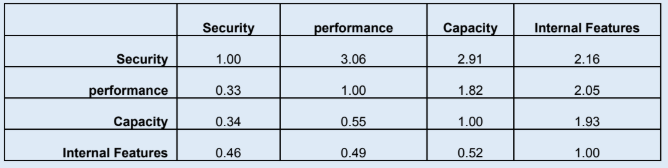 Security performance Capacity Internal Features
Security 1.00 3.06 2.91 2.16
performance 0.33 1.00 1.82 2.05
Capacity 0.34 0.55 1.00 1.93
Internal Features 0.46 0.49 0.52 1.00